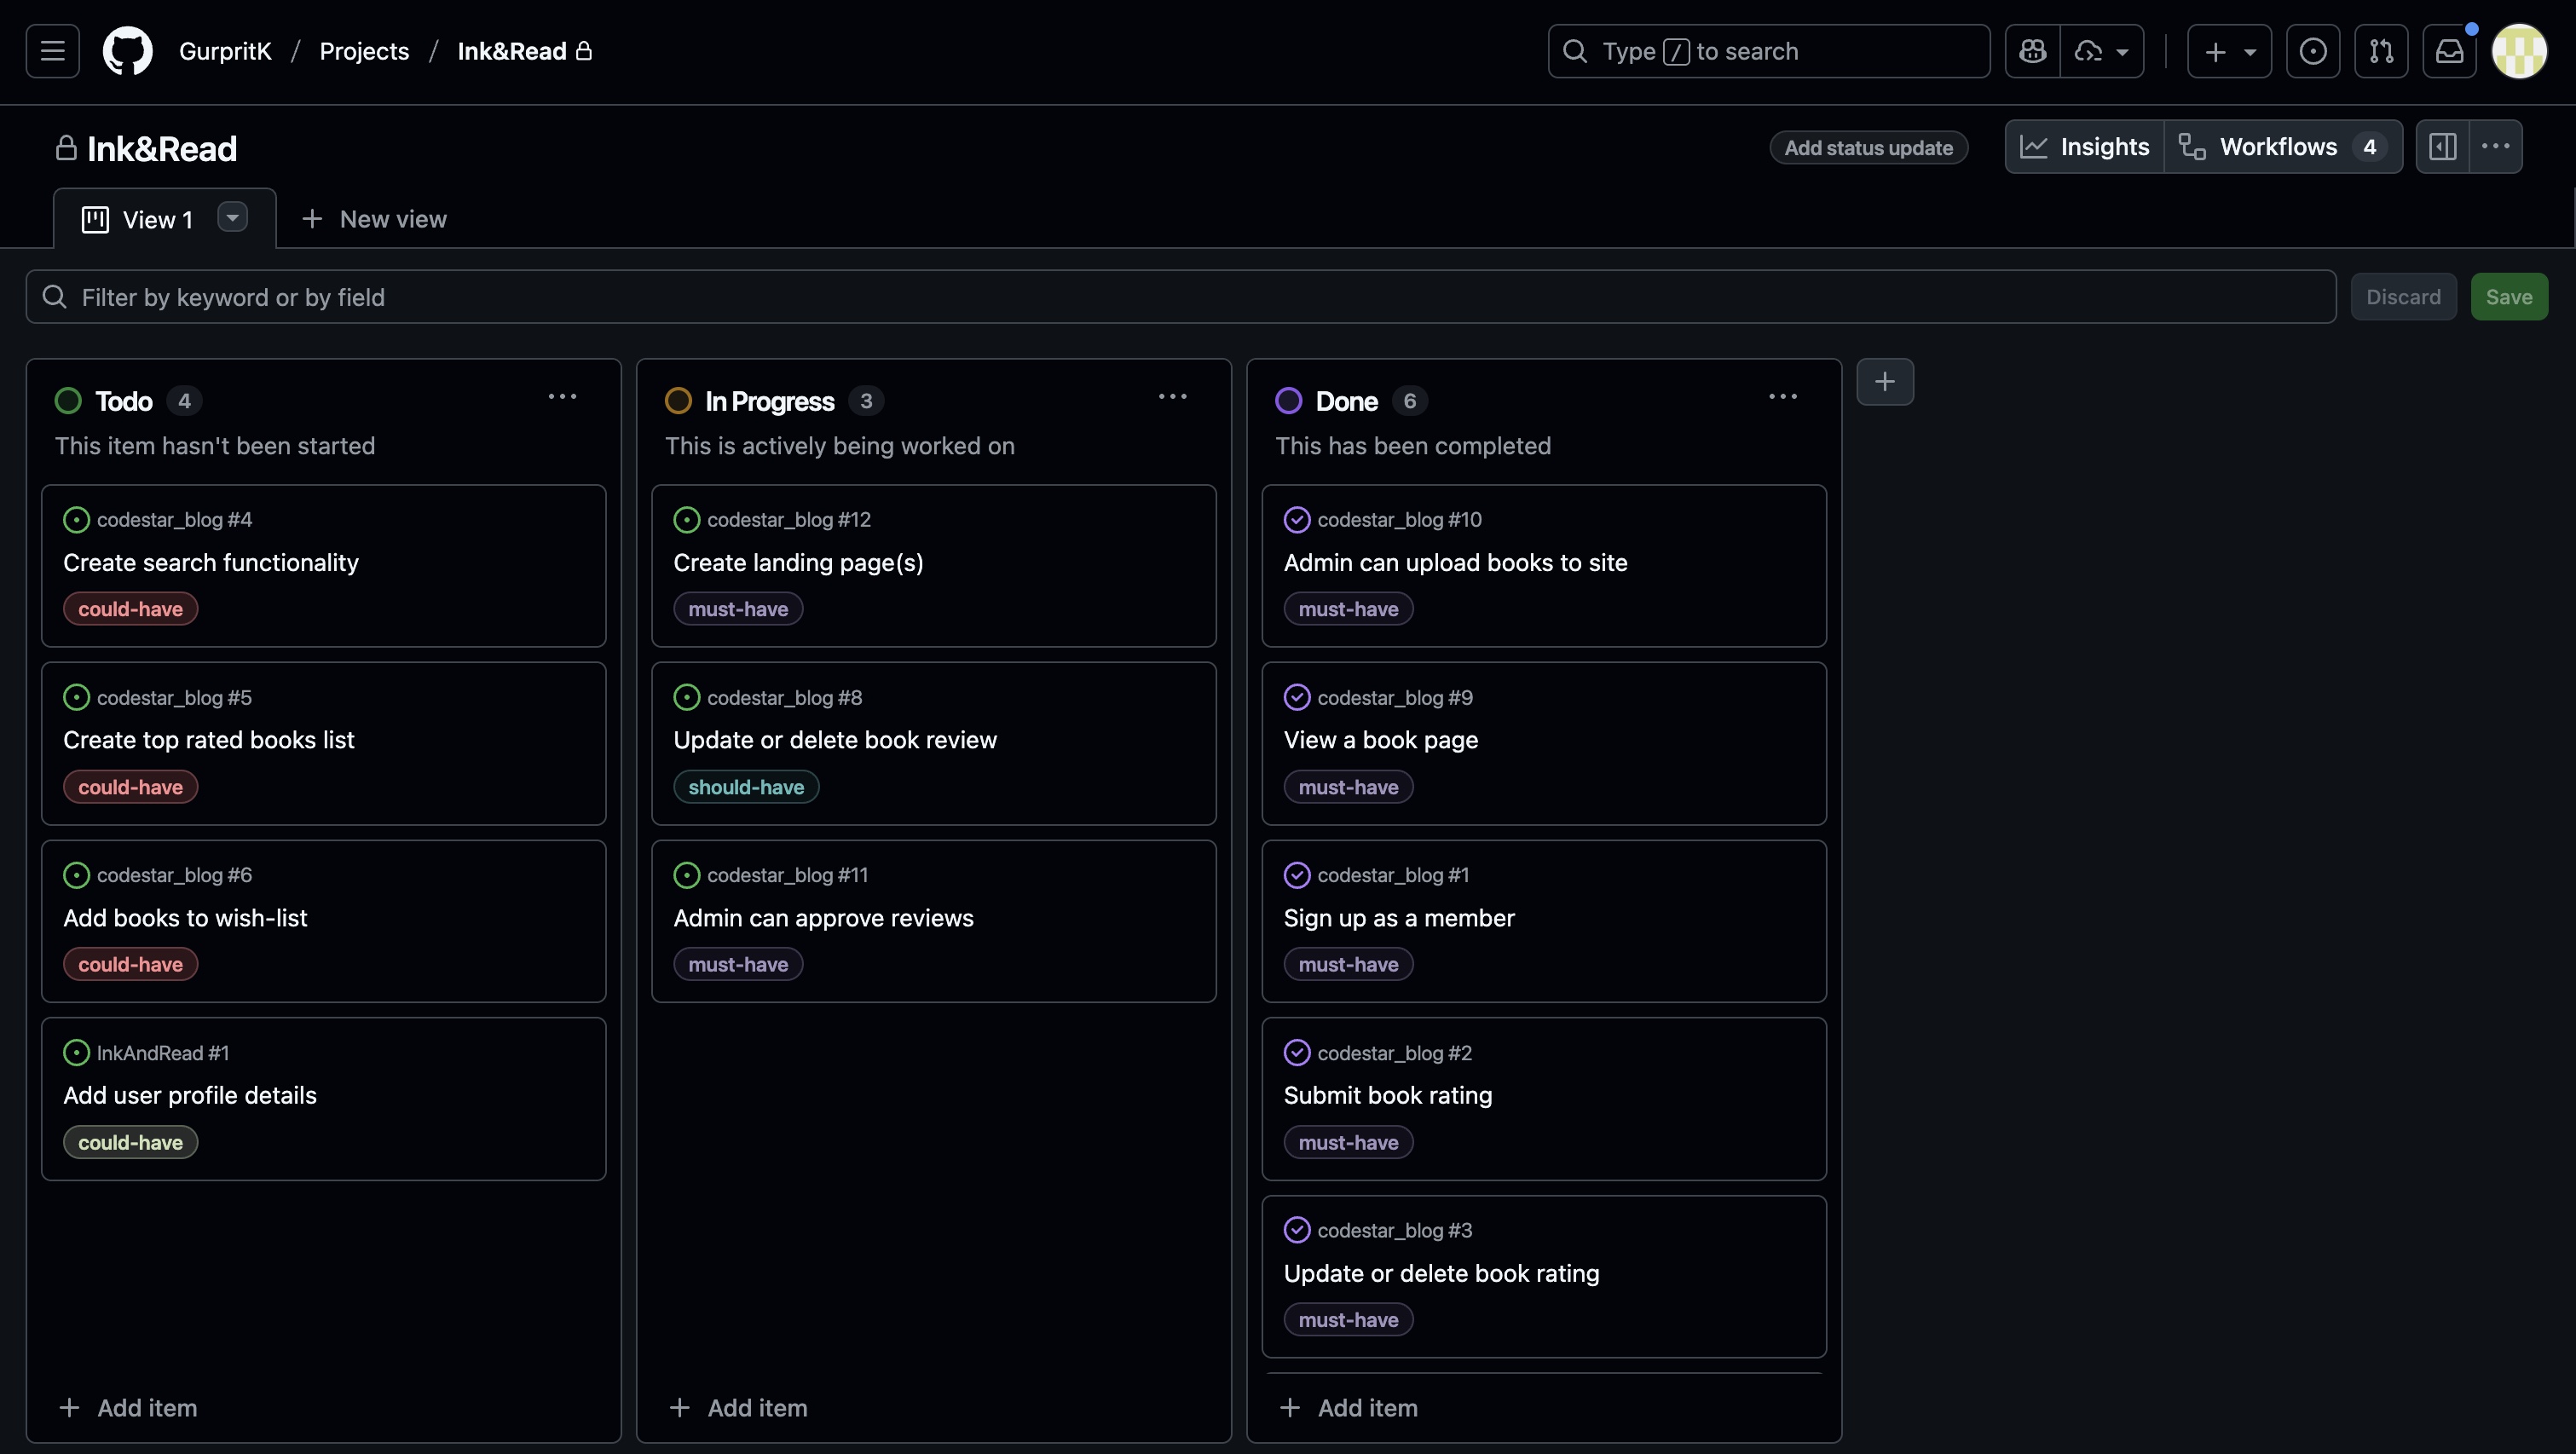 GurpritK / Projects / Ink&Read
Type / to search
Ink&Read
Add status update
Insights
Workflows 4
View 1
New view
Filter by keyword or by field
Discard
Save
Todo 4
This item hasn't been started
codestar_blog #4
Create search functionality
could-have
codestar_blog #5
Create top rated books list
could-have
codestar_blog #6
Add books to wish-list
could-have
InkAndRead #1
Add user profile details
could-have
+ Add item
In Progress 3
This is actively being worked on
codestar_blog #12
Create landing page(s)
must-have
codestar_blog #8
Update or delete book review
should-have
codestar_blog #11
Admin can approve reviews
must-have
+ Add item
Done 6
This has been completed
codestar_blog #10
Admin can upload books to site
must-have
codestar_blog #9
View a book page
must-have
codestar_blog #1
Sign up as a member
must-have
codestar_blog #2
Submit book rating
must-have
codestar_blog #3
Update or delete book rating
must-have
+ Add item